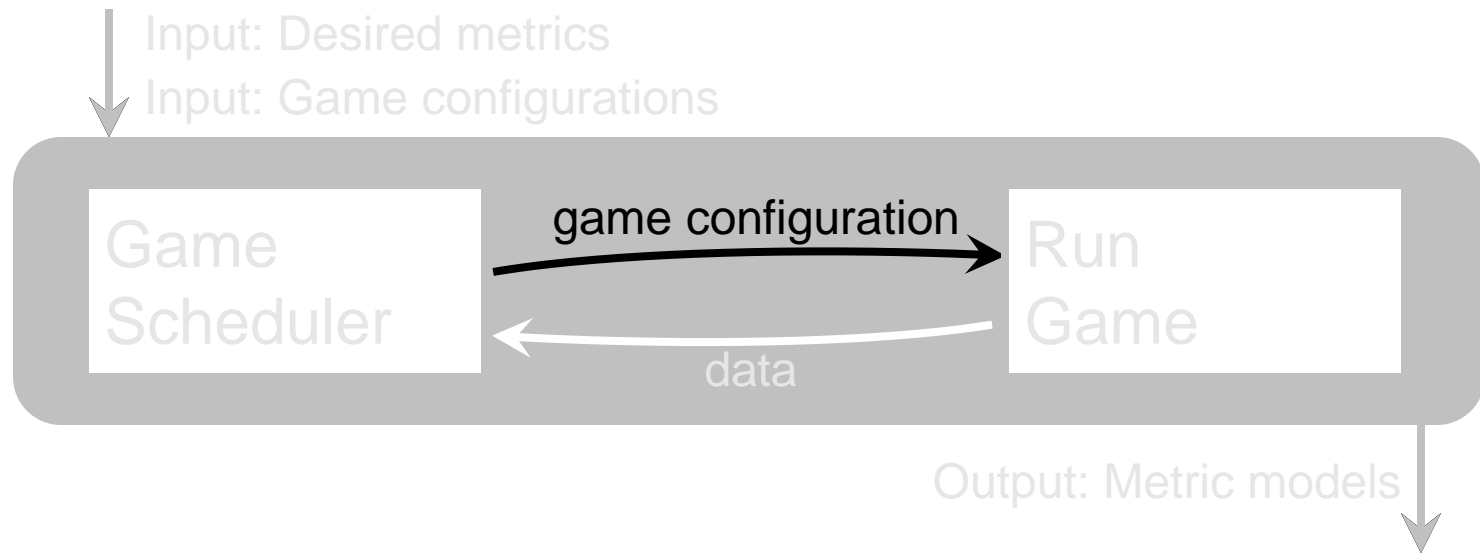 Input: Desired metrics
Input: Game configurations
game configuration
Game
Scheduler
Run
Game
data
Output: Metric models